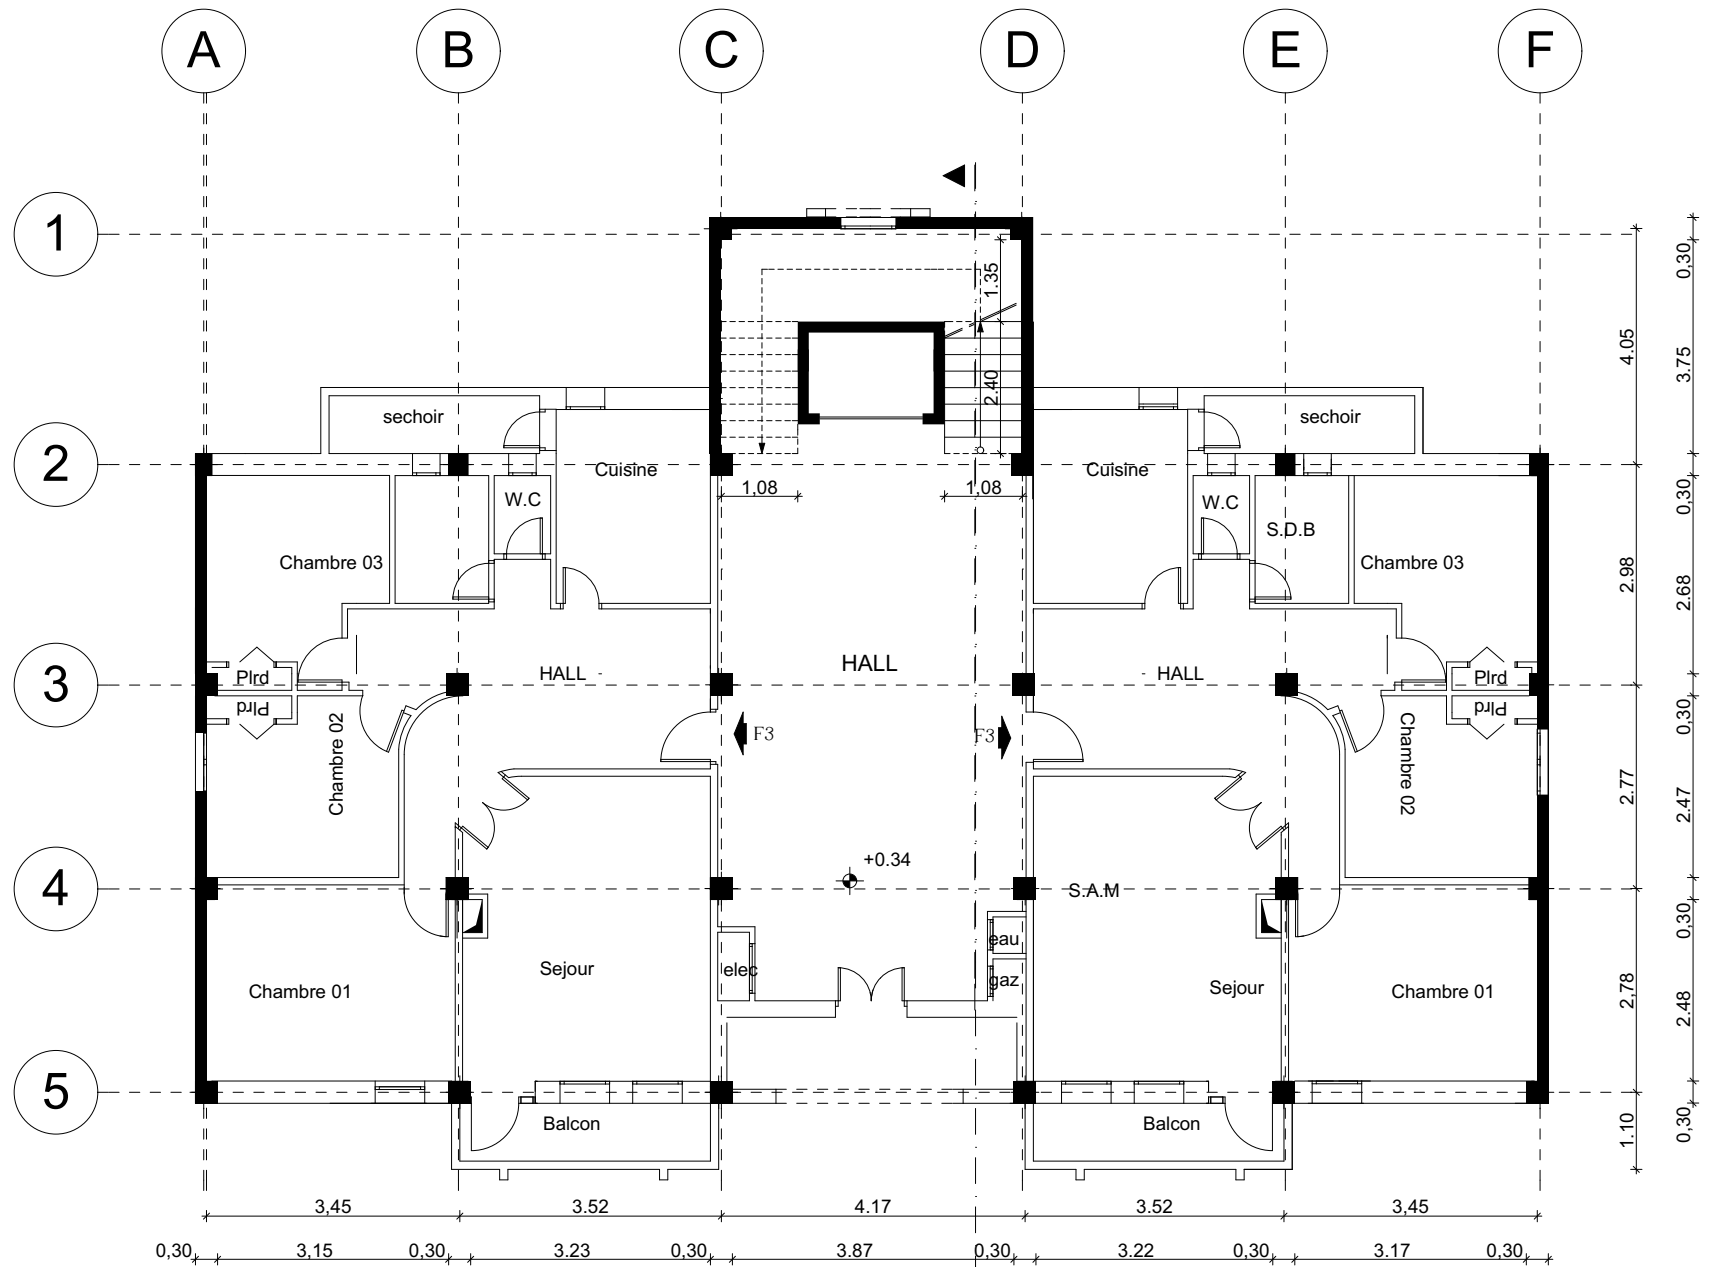 A B C D E F
1
1.35
0,30
4.05
3.75
2.40
sechoir sechoir
2
Cuisine Cuisine
1,08 1,08
W.C W.C
0,30
S.D.B
Chambre 03 Chambre 03
2.98
2.68
HALL
HALL - - HALL
3
Plrd Plrd
Plrd Plrd
0,30
F3 F3
Chambre 02 Chambre 02
2.77
2.47
+0.34
4
S.A.M
0,30
eau
elec
gaz
Sejour Sejour
Chambre 01 Chambre 01
2,78
2.48
5
Balcon Balcon
1.10
0,30
3,45 3.52 4.17 3.52 3,45
0,30 3,15 0,30 3.23 0,30 3.87 0,30 3.22 0,30 3.17 0,30